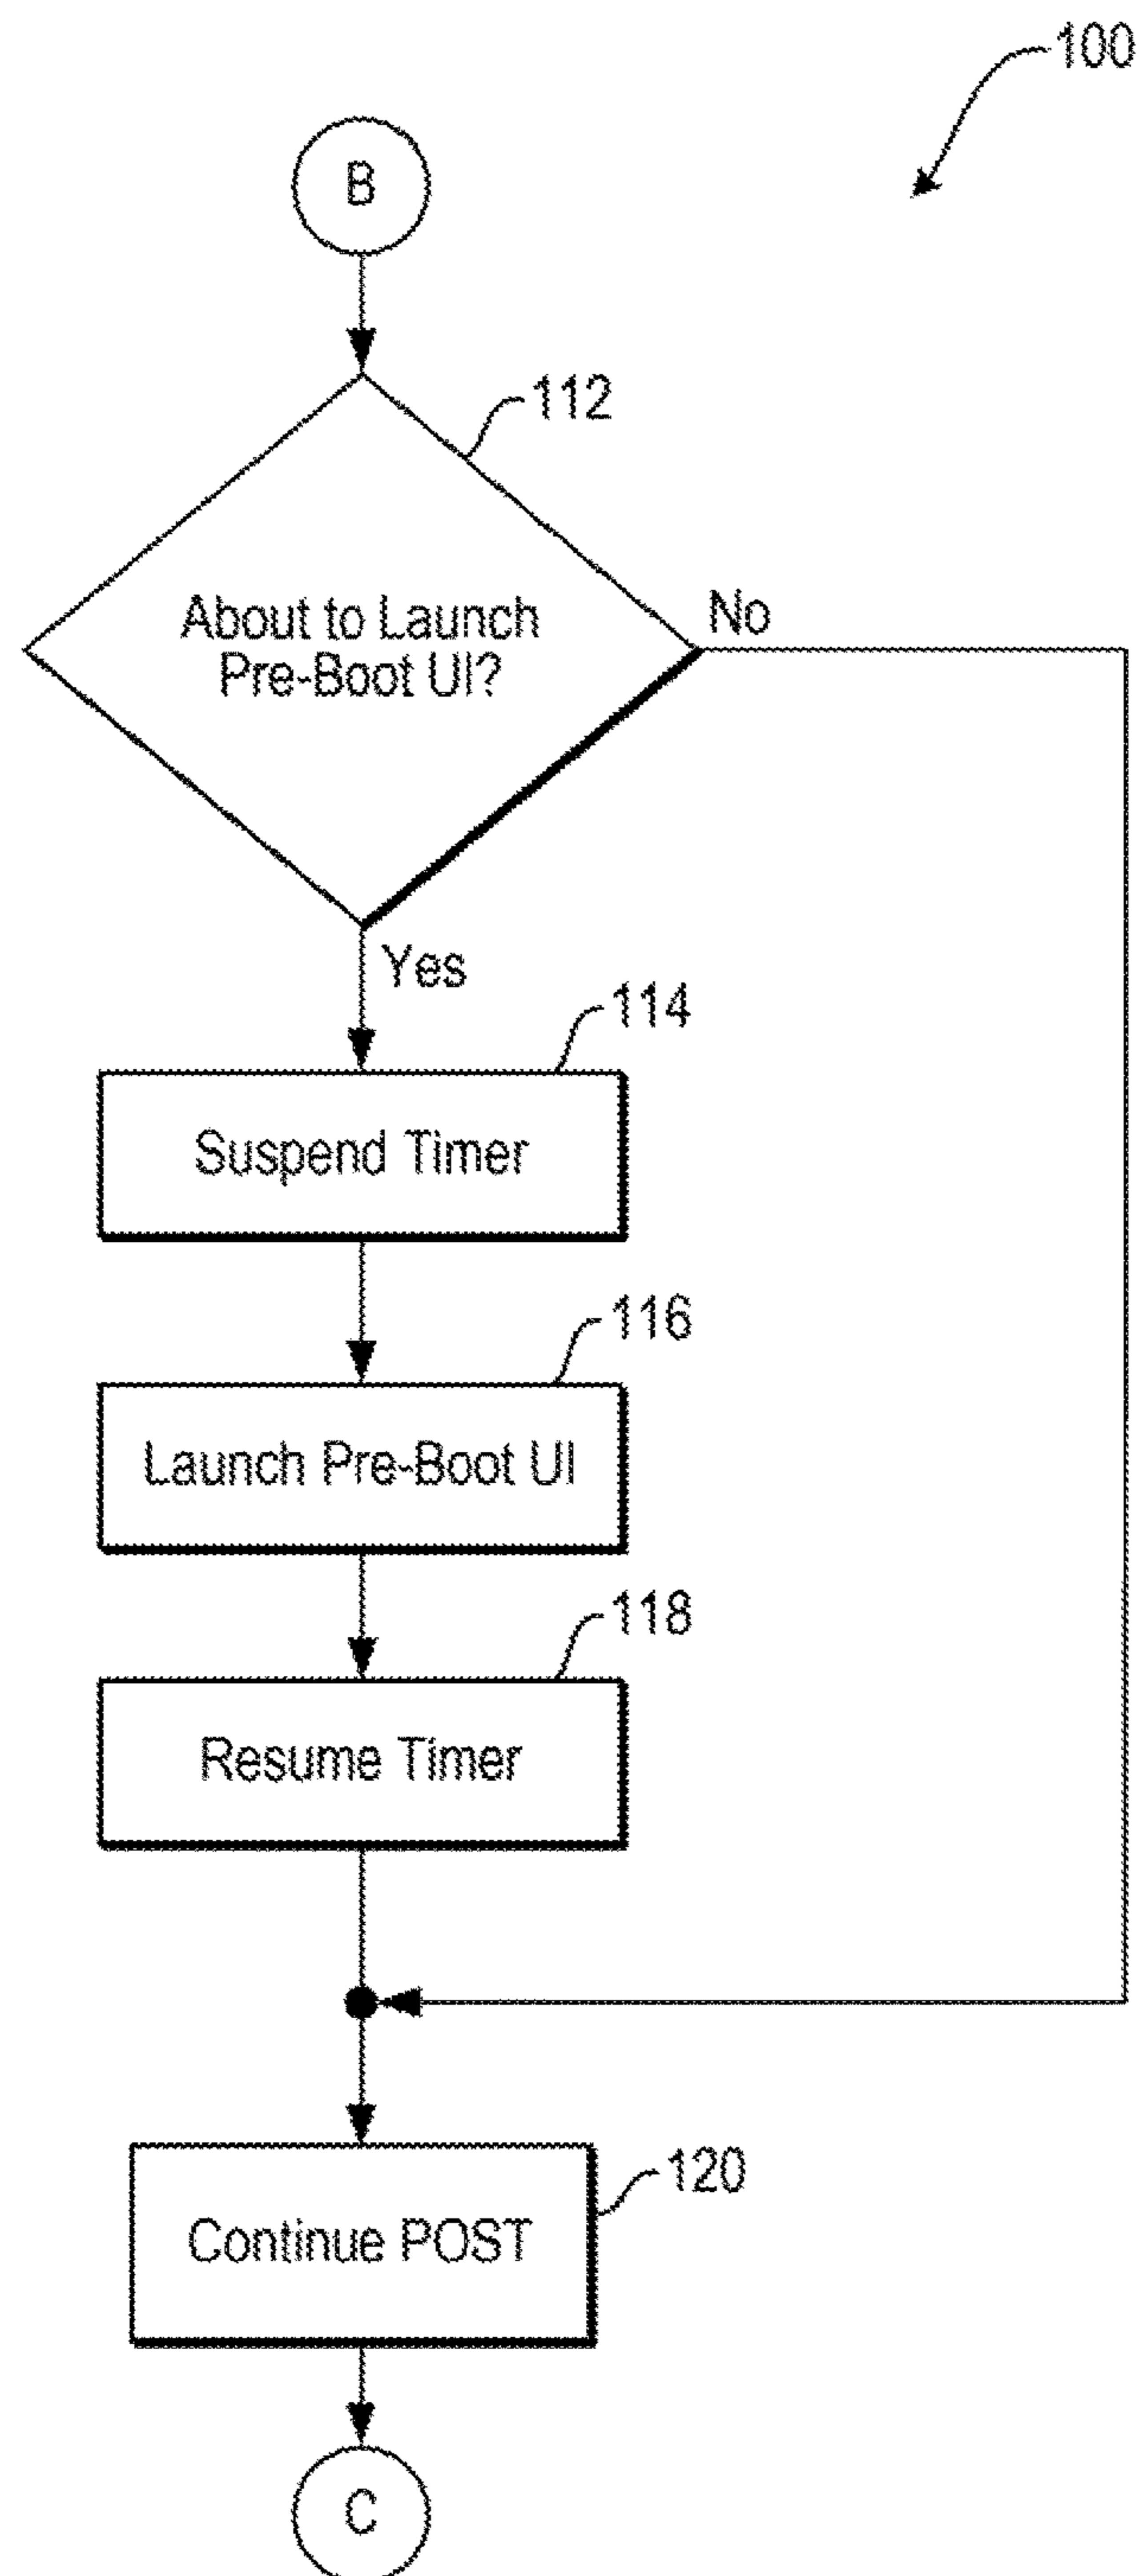 100
B
112
About to Launch
Pre-Boot UI?
No
Yes
114
Suspend Timer
116
Launch Pre-Boot UI
118
Resume Timer
120
Continue POST
C